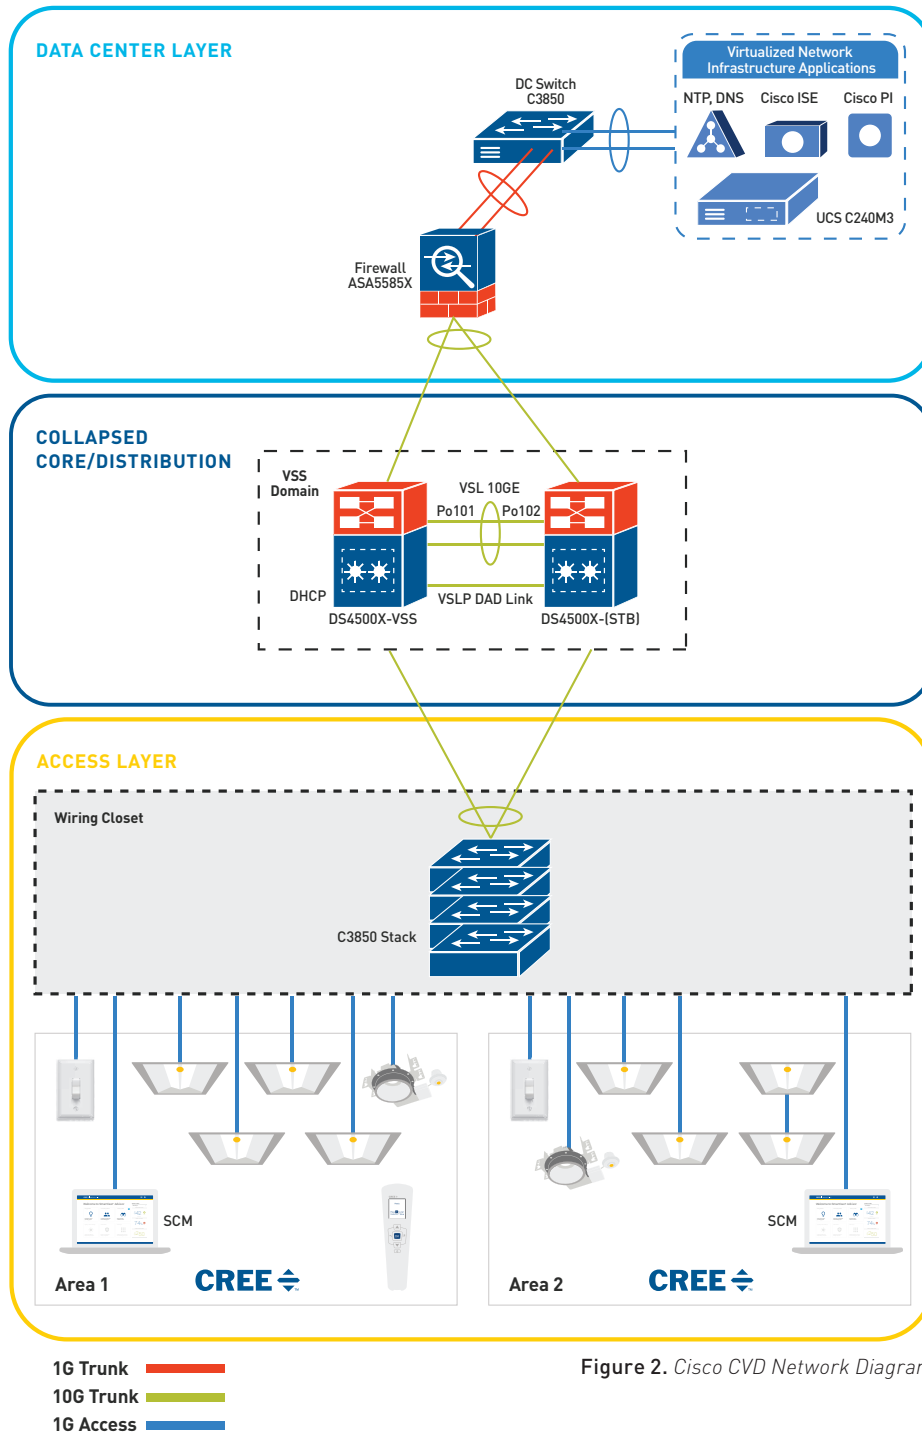 DATA CENTER LAYER
Virtualized Network
Infrastructure Applications
DC Switch
C3850
NTP, DNS
Cisco ISE
Cisco PI
UCS C240M3
Firewall
ASA5585X
COLLAPSED
CORE/DISTRIBUTION
VSS
Domain
VSL 10GE
Po101
Po102
DHCP
VSLP DAD Link
DS4500X-VSS
DS4500X-(STB)
ACCESS LAYER
Wiring Closet
C3850 Stack
SCM
SCM
Area 1
CREE
Area 2
CREE
1G Trunk
10G Trunk
1G Access
Figure 2. Cisco CVD Network Diagram